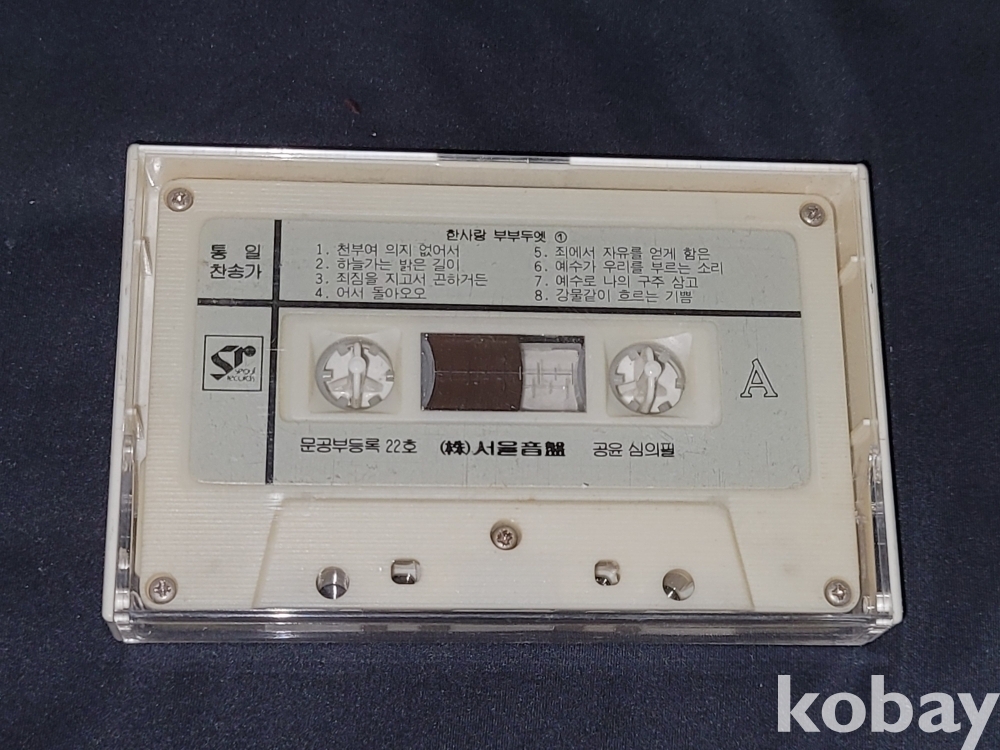 한사랑 부부두엣 ①
통 일
찬송가
1. 천부여 의지 없어서
2. 하늘가는 밝은 길이
3. 죄짐을 지고서 곤하거든
4. 어서 돌아오오
5. 죄에서 자유를 얻게 함은
6. 예수가 우리를 부르는 소리
7. 예수로 나의 구주 삼고
8. 강물같이 흐르는 기쁨
SR
seoul
records
A
문공부등록 22호 (株)서울음盤 공윤 심의필
kobay